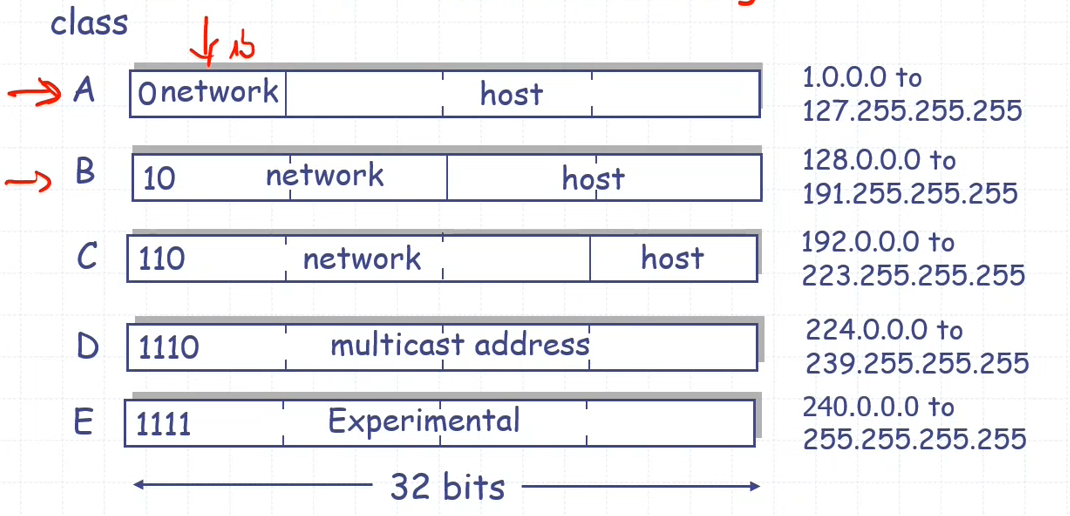 class
A
0 network
host
1.0.0.0 to
127.255.255.255
B
10
network
host
128.0.0.0 to
191.255.255.255
C
110
network
host
192.0.0.0 to
223.255.255.255
D
1110
multicast address
224.0.0.0 to
239.255.255.255
E
1111
Experimental
240.0.0.0 to
255.255.255.255
32 bits